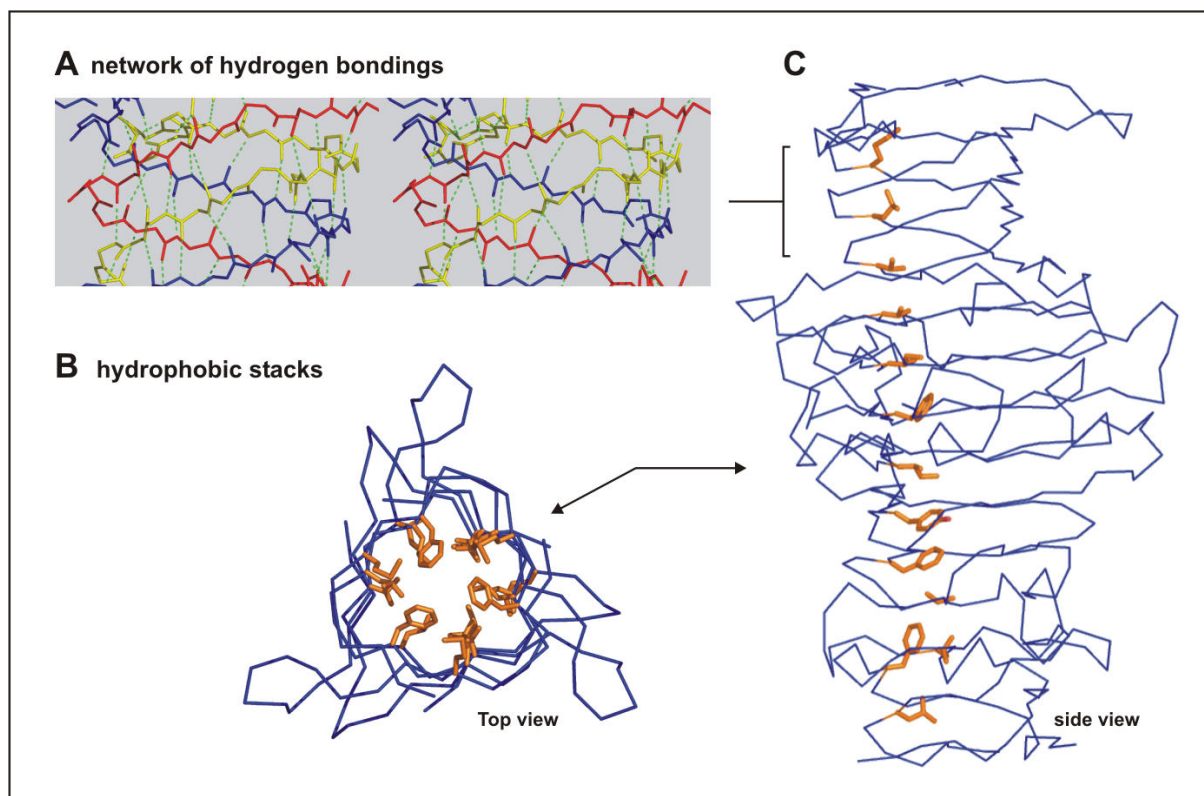 A network of hydrogen bondings
C
B hydrophobic stacks
Top view
side view